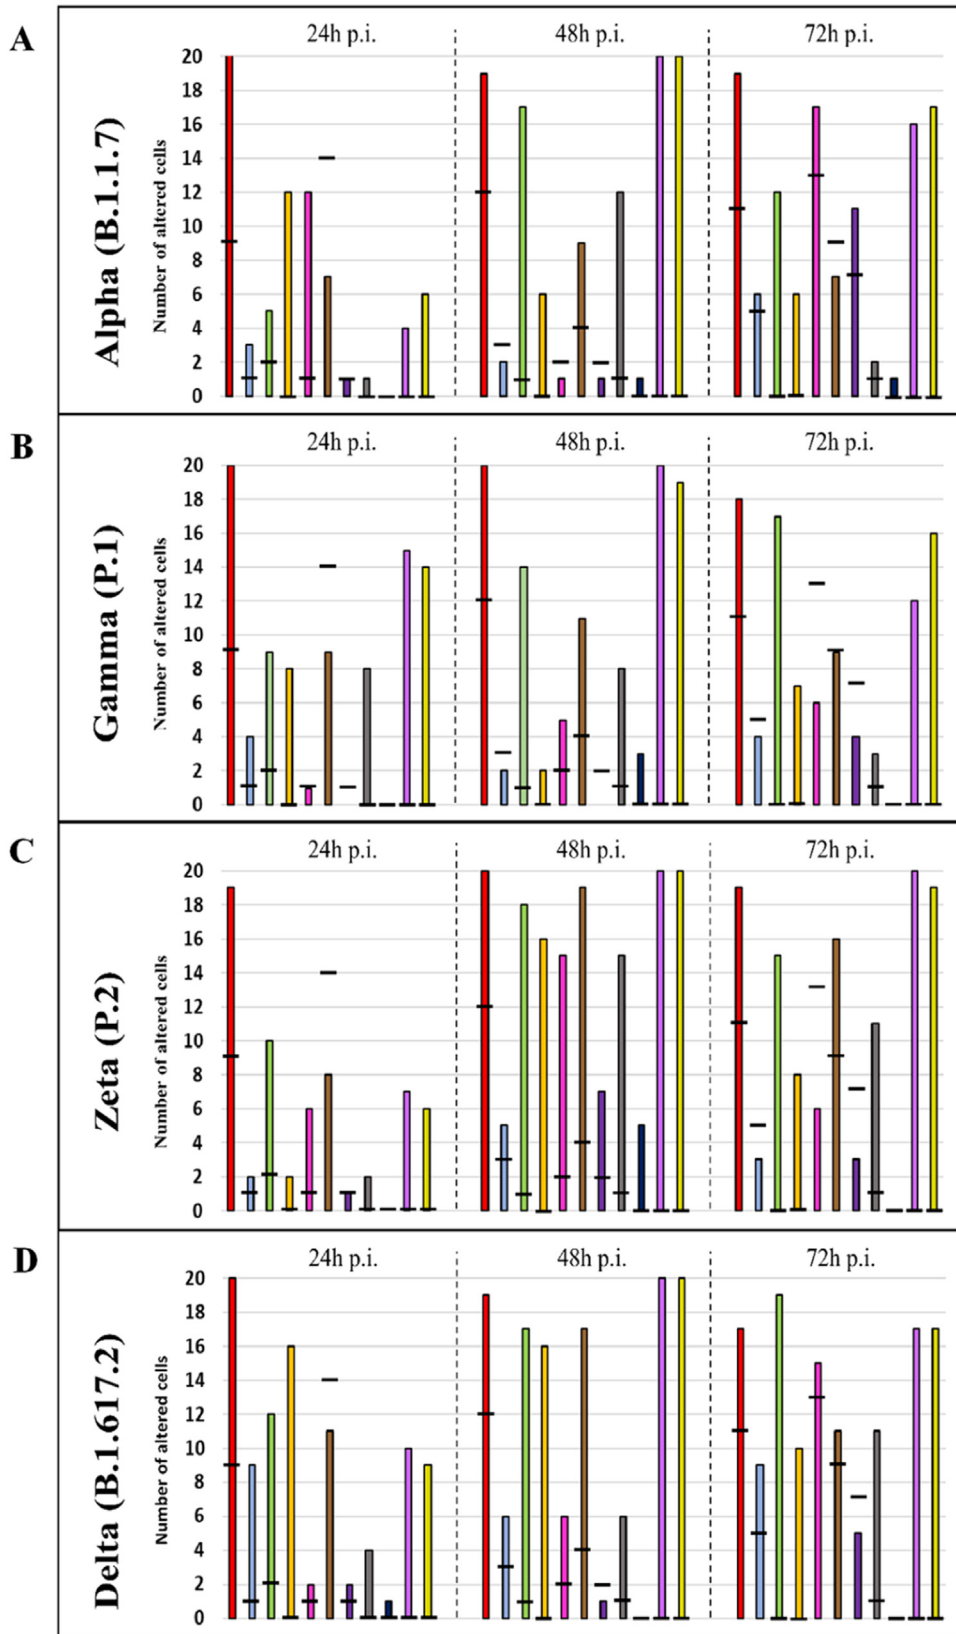 A
24h p.i. 48h p.i. 72h p.i.
Alpha (B.1.1.7)
Number of altered cells
20
18
16
14
12
10
8
6
4
2
0
B
24h p.i. 48h p.i. 72h p.i.
Gamma (P.1)
Number of altered cells
20
18
16
14
12
10
8
6
4
2
0
C
24h p.i. 48h p.i. 72h p.i.
Zeta (P.2)
Number of altered cells
20
18
16
14
12
10
8
6
4
2
0
D
24h p.i. 48h p.i. 72h p.i.
Delta (B.1.617.2)
Number of altered cells
20
18
16
14
12
10
8
6
4
2
0